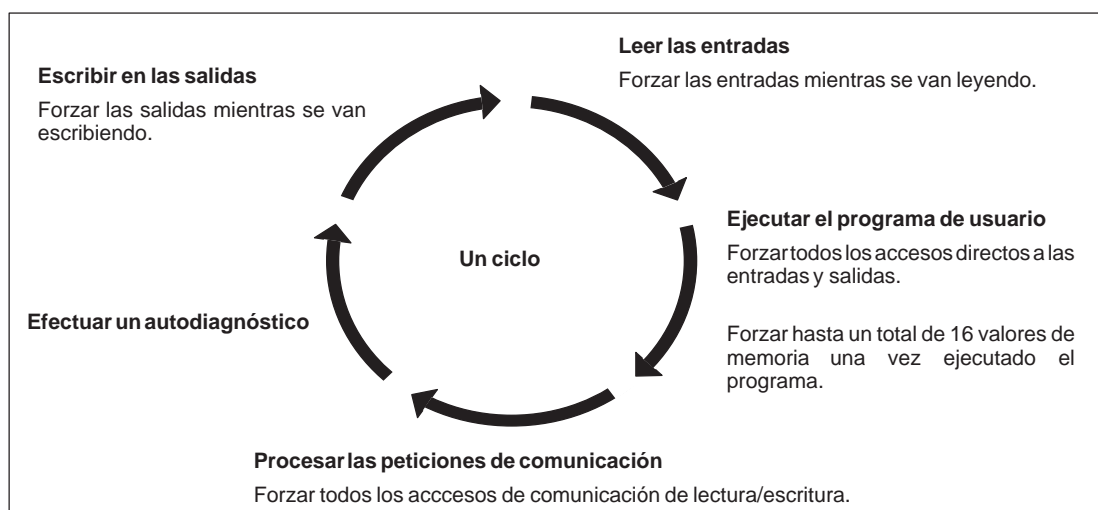 Leer las entradas
Forzar las entradas mientras se van leyendo.
Escribir en las salidas
Forzar las salidas mientras se van
escribiendo.
Ejecutar el programa de usuario
Forzar todos los accesos directos a las
entradas y salidas.
Forzar hasta un total de 16 valores de
memoria una vez ejecutado el
programa.
Un ciclo
Efectuar un autodiagnóstico
Procesar las peticiones de comunicación
Forzar todos los acccesos de comunicación de lectura/escritura.